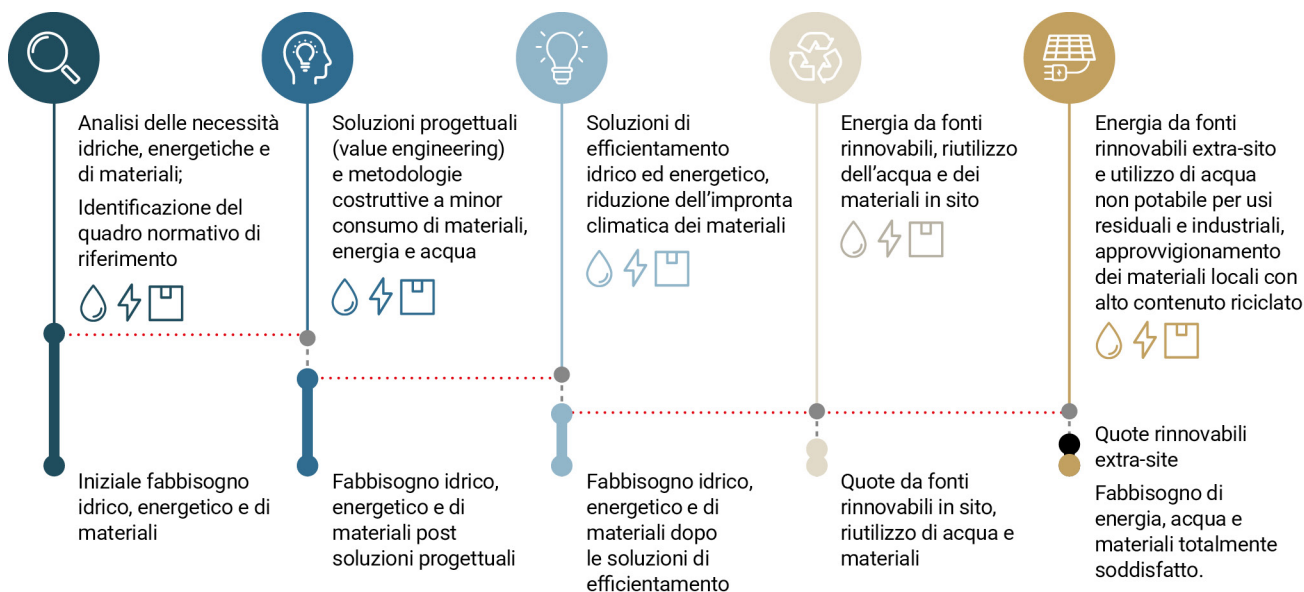 Analisi delle necessità
idriche, energetiche e
di materiali;
Identificazione del
quadro normativo di
riferimento
Iniziale fabbisogno
idrico, energetico e di
materiali
Soluzioni progettuali
(value engineering)
e metodologie
costruttive a minor
consumo di materiali,
energia e acqua
Fabbisogno idrico,
energetico e di
materiali post
soluzioni progettuali
Soluzioni di
efficientamento
idrico ed energetico,
riduzione dell'impronta
climatica dei materiali
Fabbisogno idrico,
energetico e di
materiali dopo
le soluzioni di
efficientamento
Energia da fonti
rinnovabili, riutilizzo
dell'acqua e dei
materiali in sito
Quote da fonti
rinnovabili in sito,
riutilizzo di acqua e
materiali
Energia da fonti
rinnovabili extra-sito
e utilizzo di acqua
non potabile per usi
residuali e industriali,
approvvigionamento
dei materiali locali con
alto contenuto riciclato
Quote rinnovabili
extra-site
Fabbisogno di
energia, acqua e
materiali totalmente
soddisfatto.